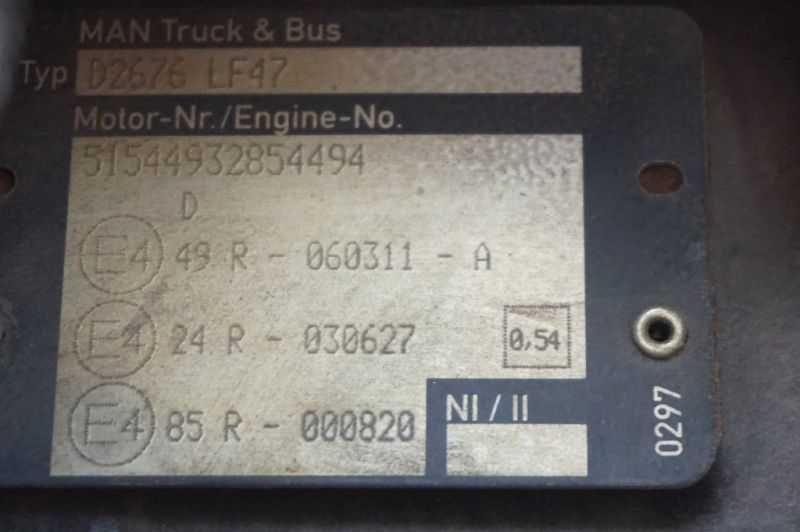 MAN Truck & Bus
Typ D2676 LF47
Motor-Nr./Engine-No.
51544932854494
D
E4 49 R - 060311 - A
E4 24 R - 030627 0,54
E4 85 R - 000820
NI / II
0297